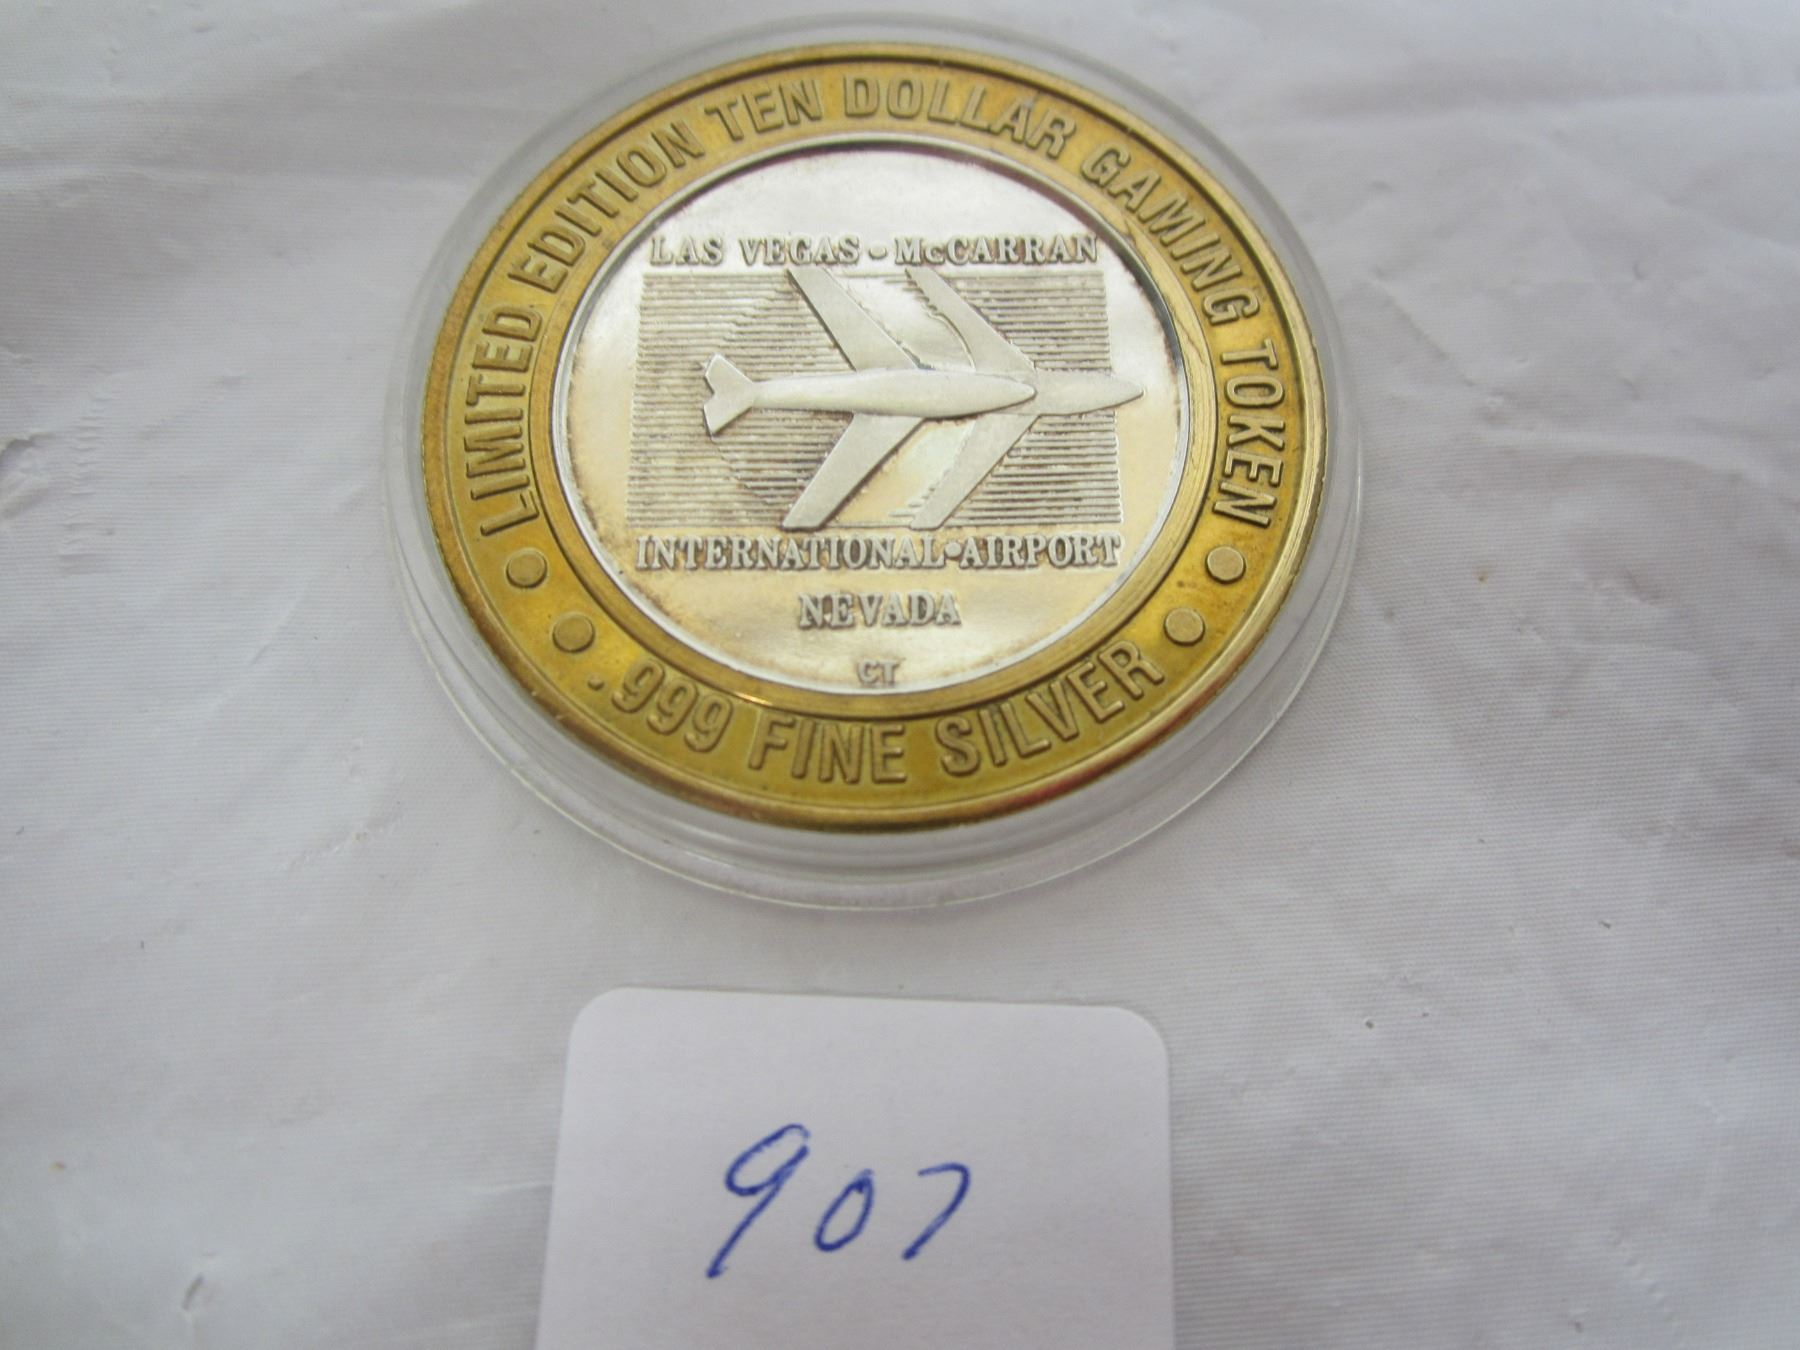 LIMITED EDITION TEN DOLLAR GAMING TOKEN
LAS VEGAS • McCARRAN
INTERNATIONAL • AIRPORT
NEVADA
CT
.999 FINE SILVER
907